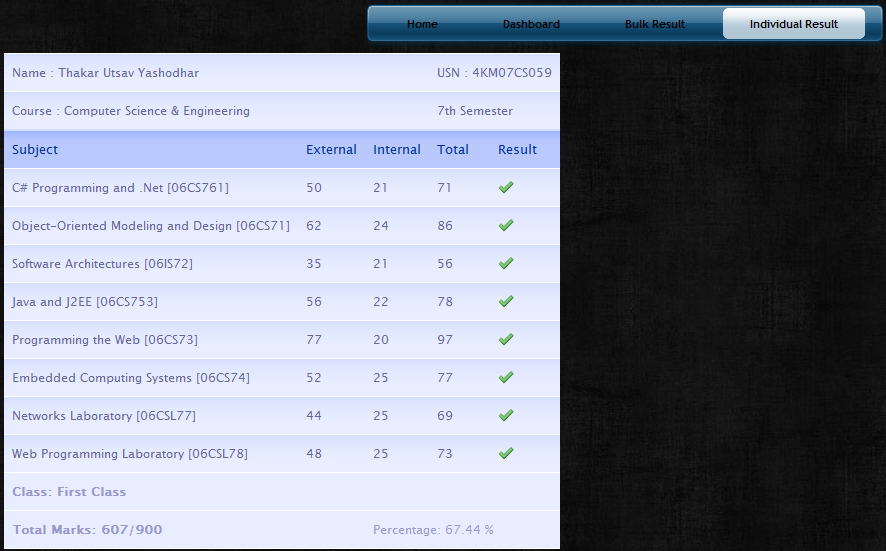 Home Dashboard Bulk Result Individual Result
Name : Thakar Utsav Yashodhar USN : 4KM07CS059
Course : Computer Science & Engineering 7th Semester
Subject External Internal Total Result
C# Programming and .Net [06CS761] 50 21 71
Object-Oriented Modeling and Design [06CS71] 62 24 86
Software Architectures [06IS72] 35 21 56
Java and J2EE [06CS753] 56 22 78
Programming the Web [06CS73] 77 20 97
Embedded Computing Systems [06CS74] 52 25 77
Networks Laboratory [06CSL77] 44 25 69
Web Programming Laboratory [06CSL78] 48 25 73
Class: First Class
Total Marks: 607/900 Percentage: 67.44 %